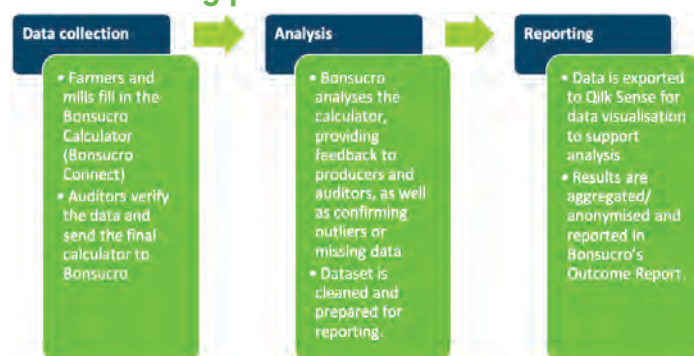 Data collection
• Farmers and
mills fill in the
Bonsucro
Calculator
(Bonsucro
Connect)
• Auditors verify
the data and
send the final
calculator to
Bonsucro
Analysis
• Bonsucro
analyses the
calculator,
providing
feedback to
producers and
auditors, as well
as confirming
outliers or
missing data
• Dataset is
cleaned and
prepared for
reporting.
Reporting
• Data is exported
to Qilk Sense for
data visualisation
to support
analysis
• Results are
aggregated/
anonymised and
reported in
Bonsucro's
Outcome Report.